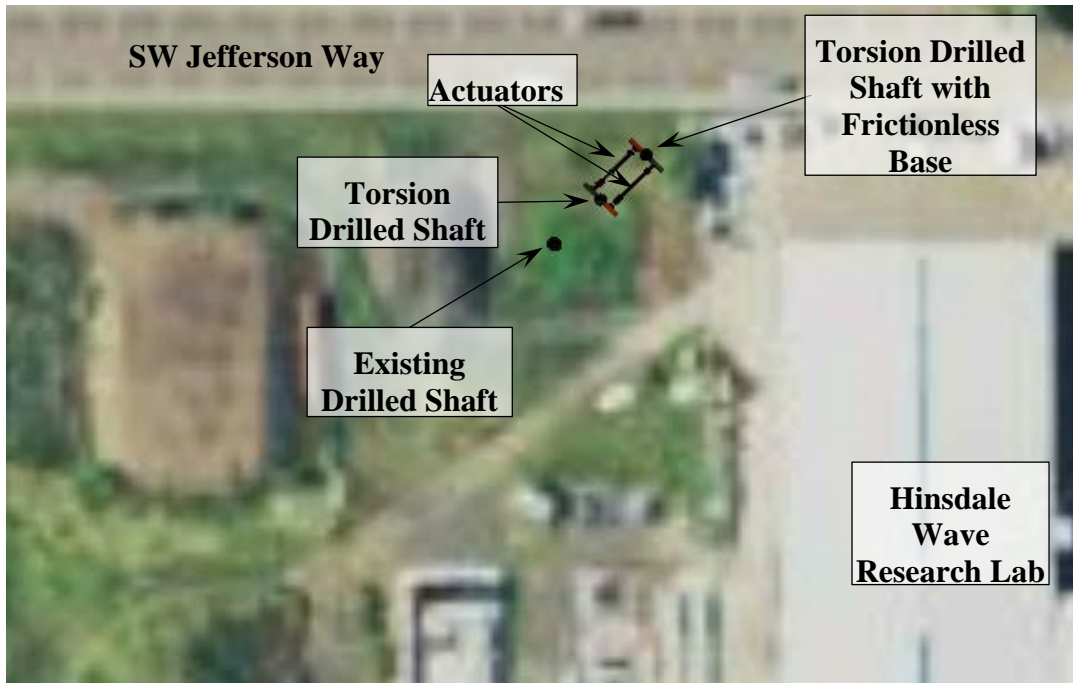 SW Jefferson Way
Actuators
Torsion Drilled
Shaft with
Frictionless
Base
Torsion
Drilled Shaft
Existing
Drilled Shaft
Hinsdale
Wave
Research Lab